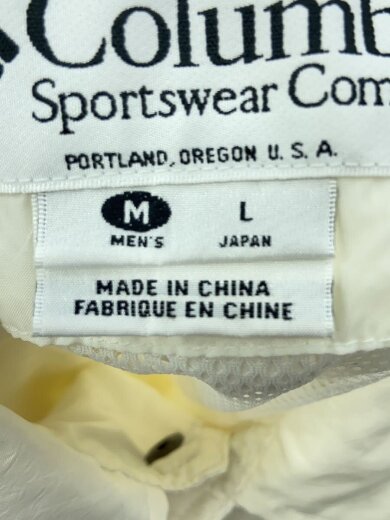 Columb
Sportswear Com
PORTLAND, OREGON U. S. A.
M L
MEN'S JAPAN
MADE IN CHINA
FABRIQUE EN CHINE